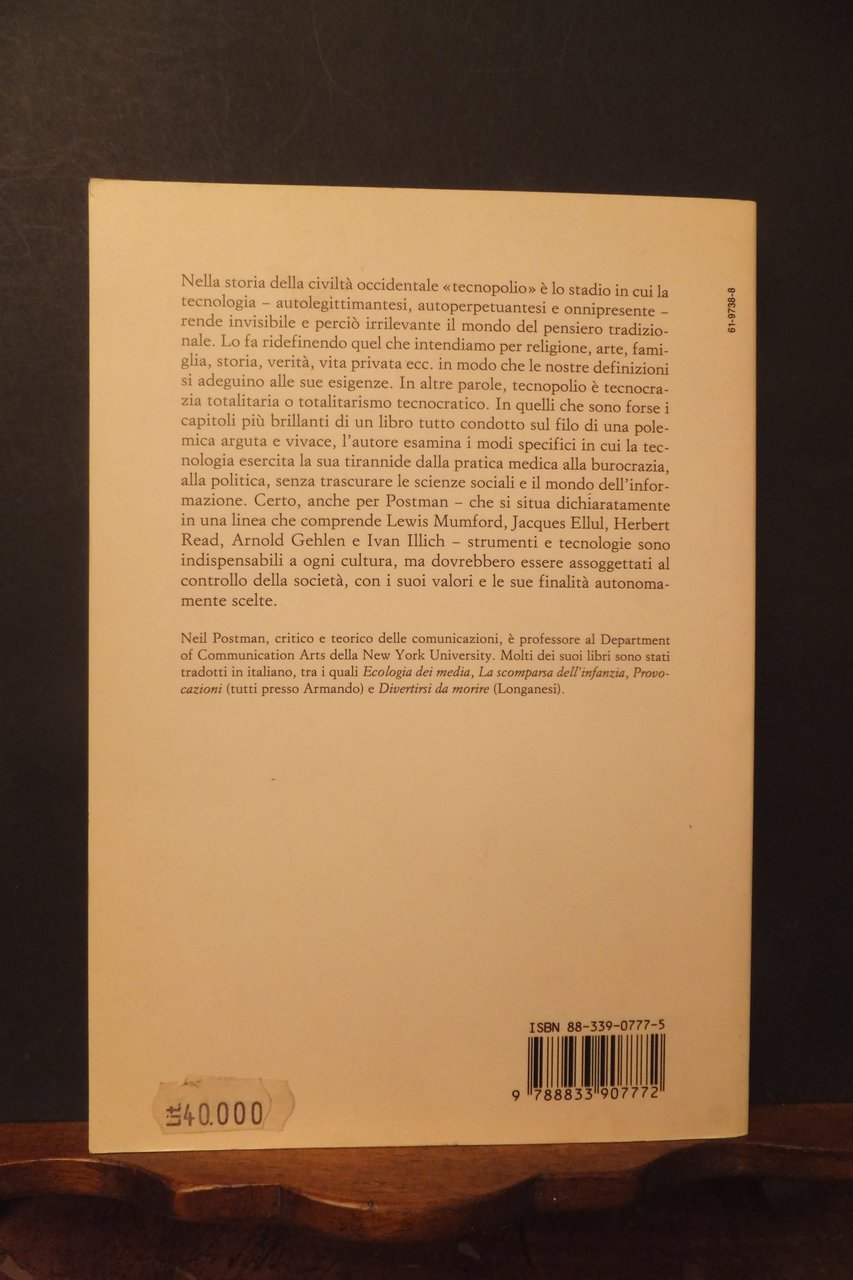 Nella storia della civiltà occidentale «tecnopolio» è lo stadio in cui la
tecnologia – autolegittimantesi, autoperpetuantesi e onnipresente –
rende invisibile e perciò irrilevante il mondo del pensiero tradizio-
nale. Lo fa ridefinendo quel che intendiamo per religione, arte, fami-
glia, storia, verità, vita privata ecc. in modo che le nostre definizioni
si adeguino alle sue esigenze. In altre parole, tecnopolio è tecnocra-
zia totalitaria o totalitarismo tecnocratico. In quelli che sono forse i
capitoli più brillanti di un libro tutto condotto sul filo di una pole-
mica arguta e vivace, l'autore esamina i modi specifici in cui la tec-
nologia esercita la sua tirannide dalla pratica medica alla burocrazia,
alla politica, senza trascurare le scienze sociali e il mondo dell'infor-
mazione. Certo, anche per Postman – che si situa dichiaratamente
in una linea che comprende Lewis Mumford, Jacques Ellul, Herbert
Read, Arnold Gehlen e Ivan Illich – strumenti e tecnologie sono
indispensabili a ogni cultura, ma dovrebbero essere assoggettati al
controllo della società, con i suoi valori e le sue finalità autonoma-
mente scelte.
Neil Postman, critico e teorico delle comunicazioni, è professore al Department
of Communication Arts della New York University. Molti dei suoi libri sono stati
tradotti in italiano, tra i quali Ecologia dei media, La scomparsa dell'infanzia, Provo-
cazioni (tutti presso Armando) e Divertirsi da morire (Longanesi).
61-9738-8
ISBN 88-339-0777-5
9 788833 907772
Lit. 40.000